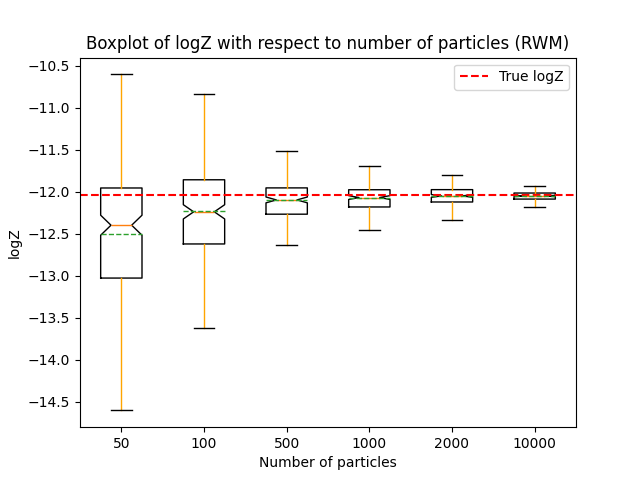 Boxplot of logZ with respect to number of particles (RWM)
−10.5
−11.0
−11.5
−12.0
−12.5
−13.0
−13.5
−14.0
−14.5
logZ
True logZ
50 100 500 1000 2000 10000
Number of particles